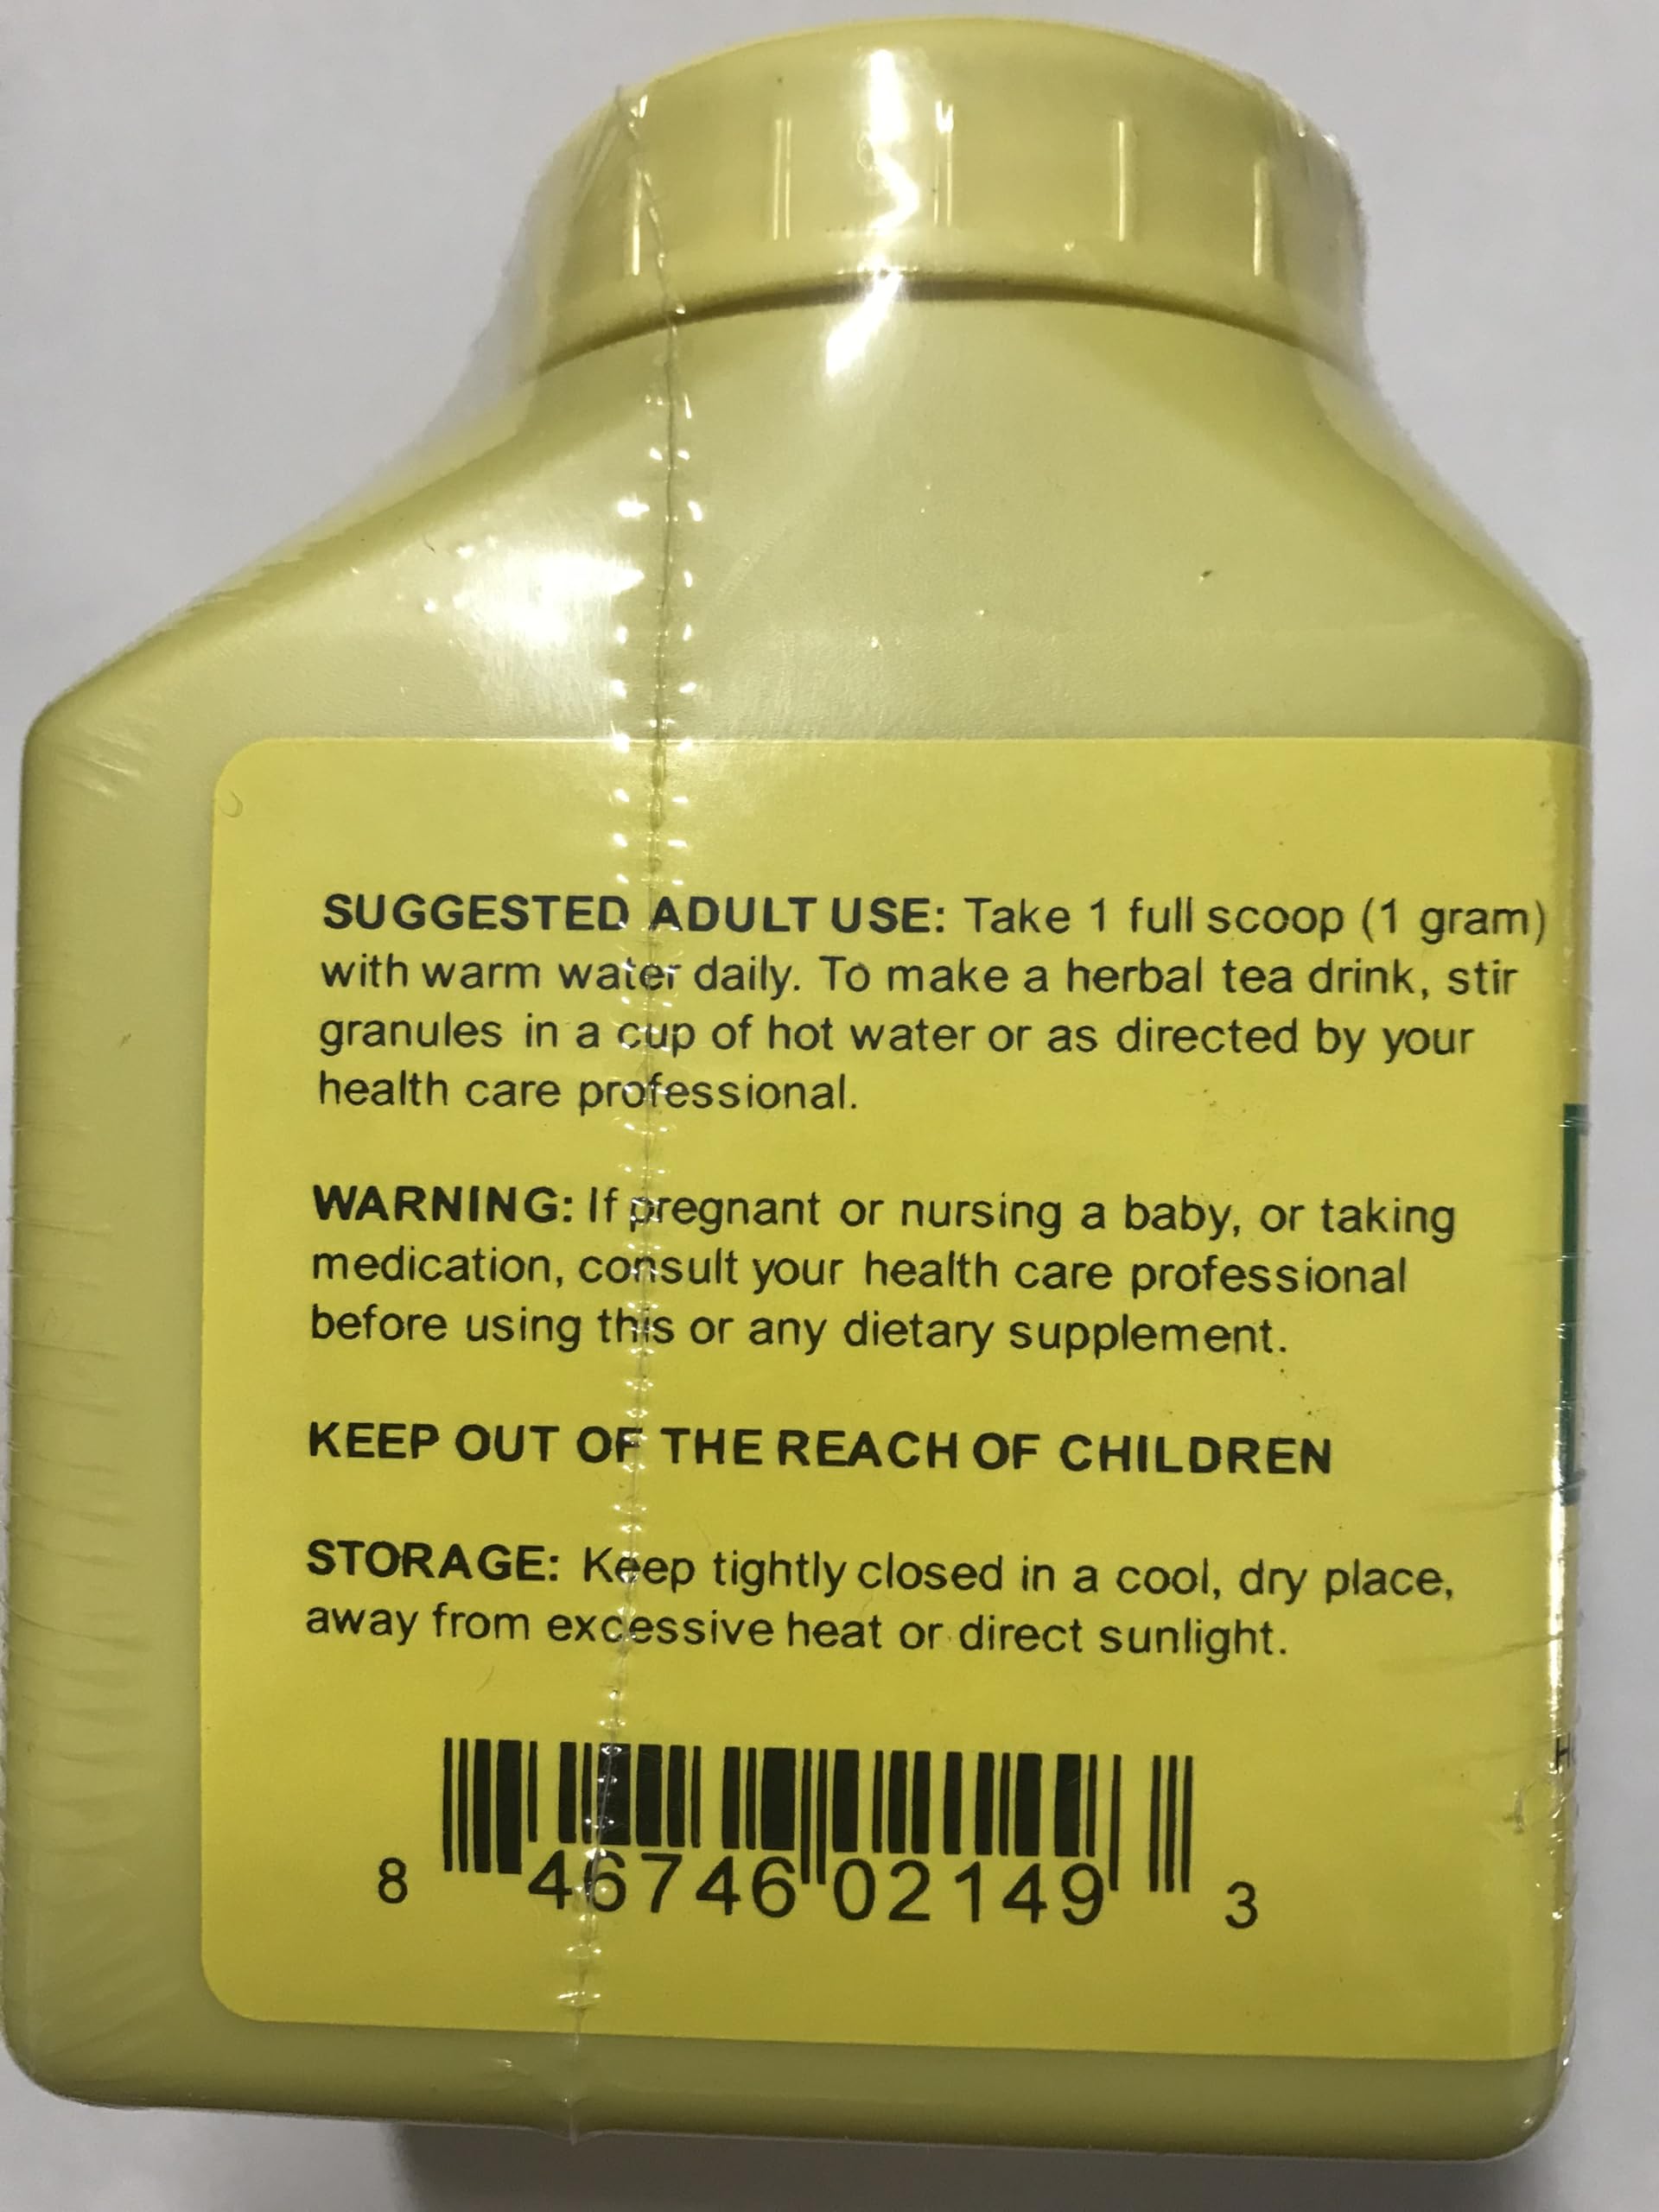 SUGGESTED ADULT USE: Take 1 full scoop (1 gram)
with warm water daily. To make a herbal tea drink, stir
granules in a cup of hot water or as directed by your
health care professional.
WARNING: If pregnant or nursing a baby, or taking
medication, consult your health care professional
before using this or any dietary supplement.
KEEP OUT OF THE REACH OF CHILDREN
STORAGE: Keep tightly closed in a cool, dry place,
away from excessive heat or direct sunlight.
8 46746 02149 3